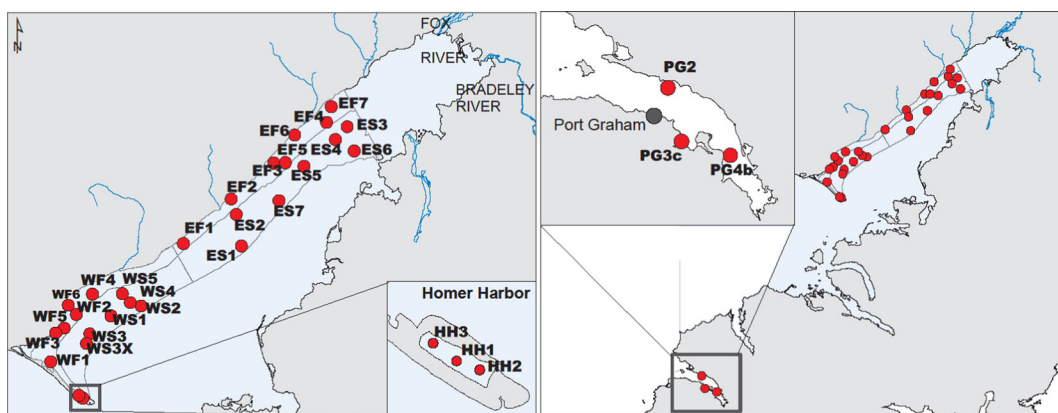 FOX
RIVER
BRADELEY
RIVER
N
EF7
EF4
ES3
EF6
ES4
ES6
EF5
EF3
ES5
EF2
ES7
ES2
EF1
ES1
WF4
WS5
WF6
WS4
WF2
WS2
WS1
WF5
WS3
WF3
WS3X
WF1
Homer Harbor
HH3
HH1
HH2
PG2
Port Graham
PG3c
PG4b